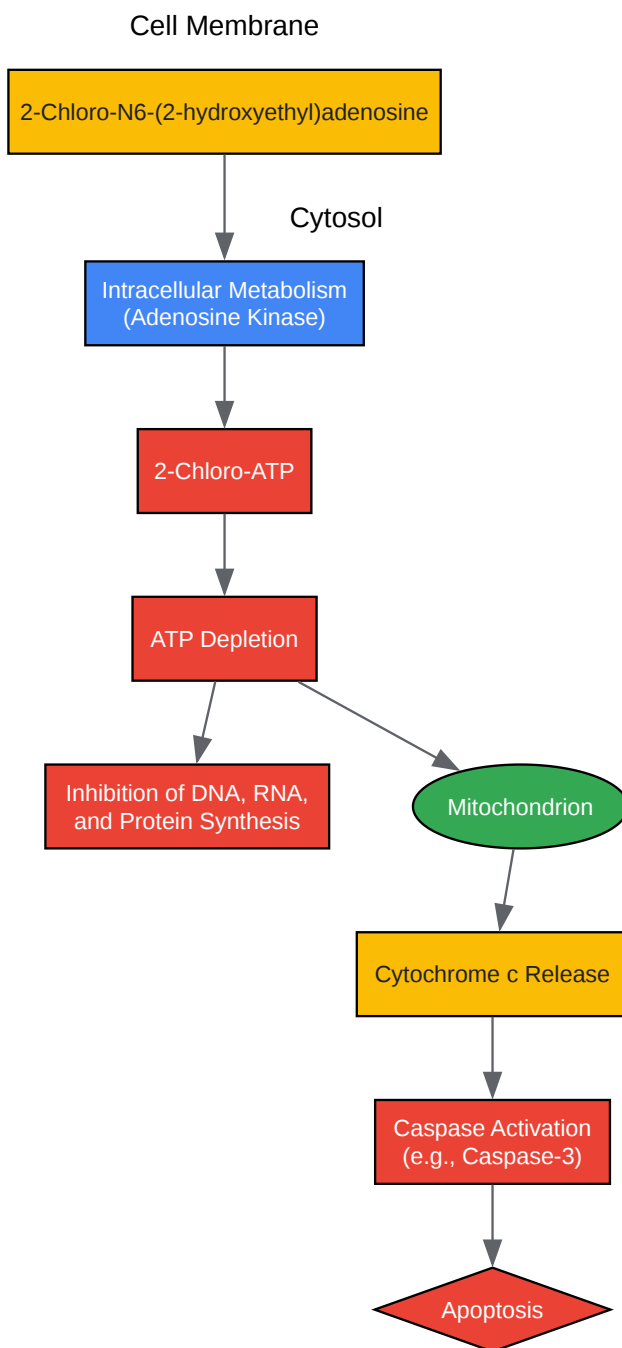 Cell Membrane
2-Chloro-N6-(2-hydroxyethyl)adenosine
Cytosol
Intracellular Metabolism
(Adenosine Kinase)
2-Chloro-ATP
ATP Depletion
Inhibition of DNA, RNA,
and Protein Synthesis
Mitochondrion
Cytochrome c Release
Caspase Activation
(e.g., Caspase-3)
Apoptosis